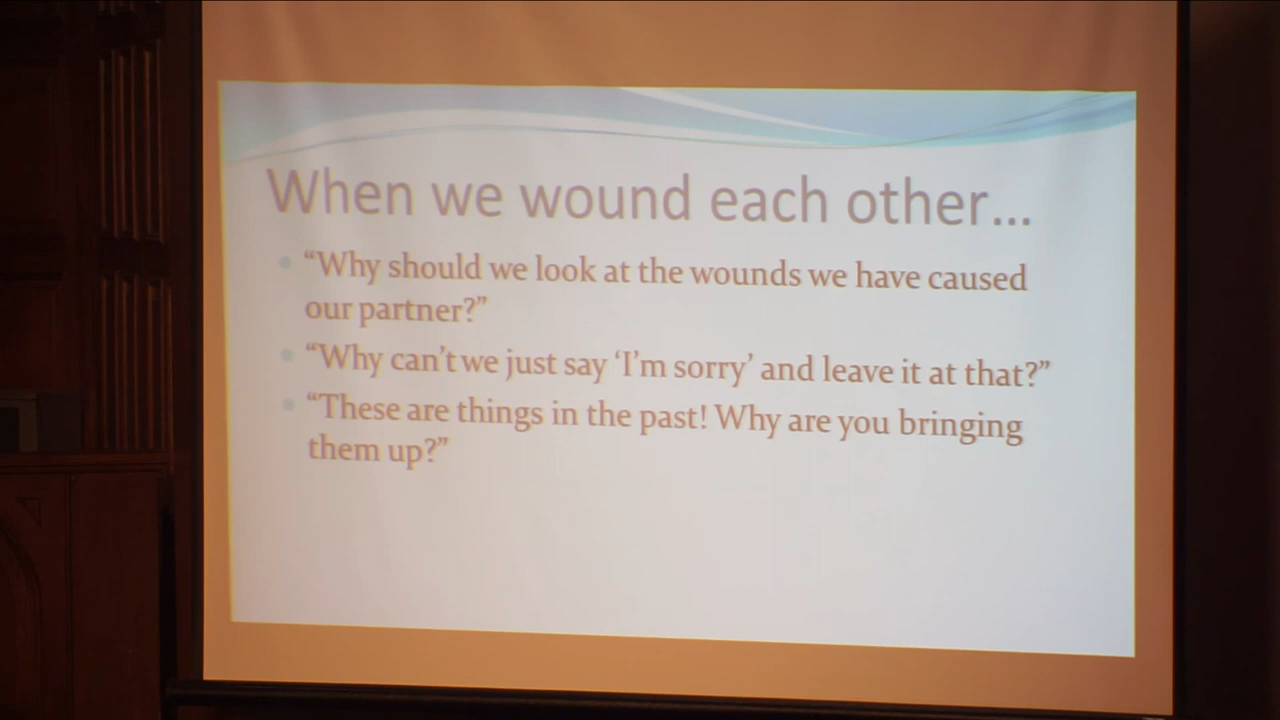 When we wound each other...
“Why should we look at the wounds we have caused
our partner?”
“Why can’t we just say ‘I’m sorry’ and leave it at that?”
“These are things in the past! Why are you bringing
them up?”